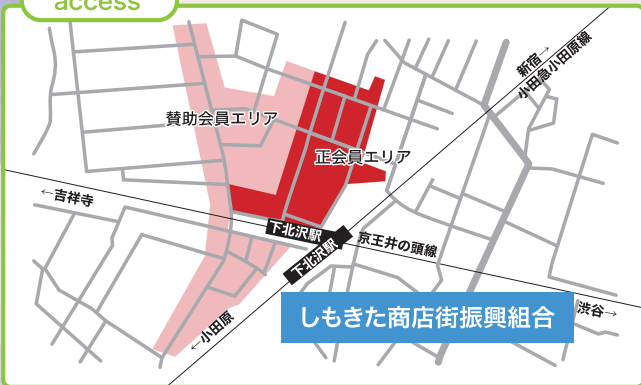 access
新宿→
小田急小田原線
賛助会員エリア
正会員エリア
←吉祥寺
下北沢駅
京王井の頭線
下北沢駅
しもきた商店街振興組合
渋谷→
←小田原